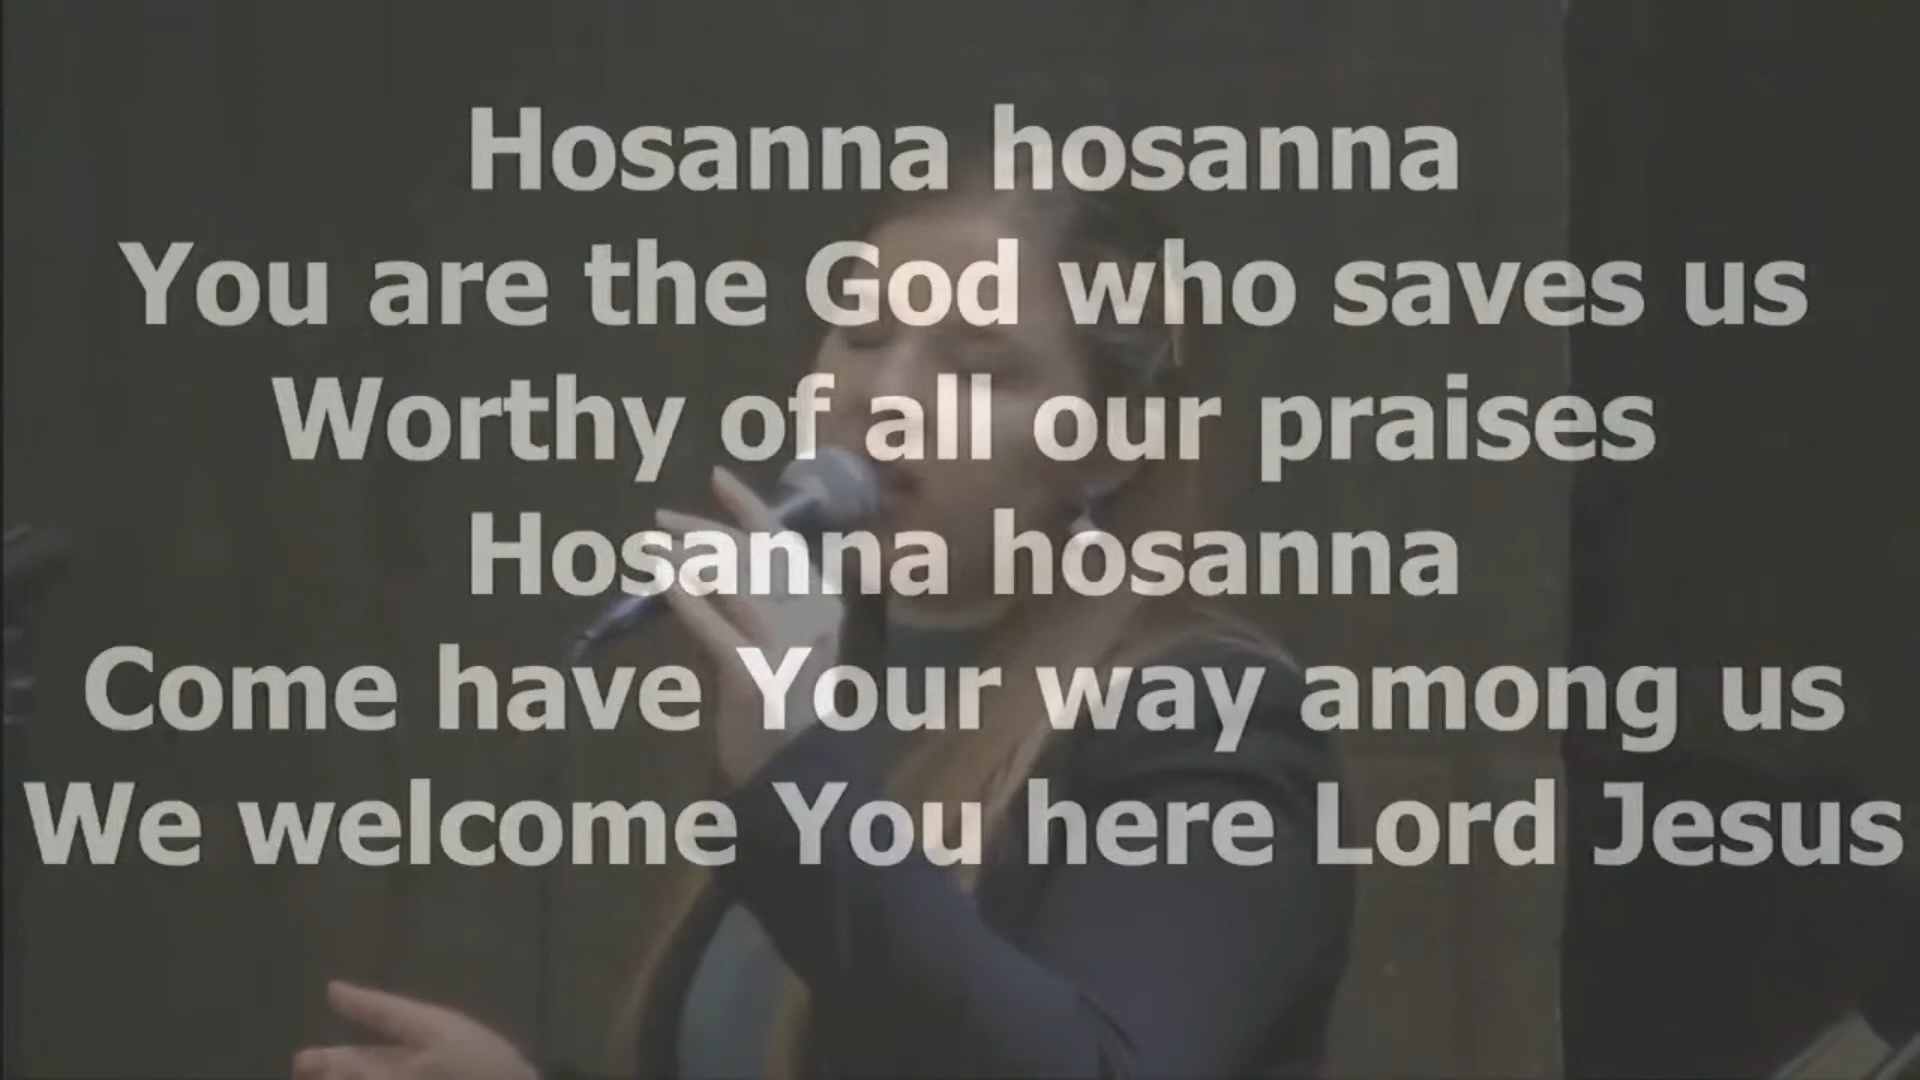 Hosanna hosanna
You are the God who saves us
Worthy of all our praises
Hosanna hosanna
Come have Your way among us
We welcome You here Lord Jesus